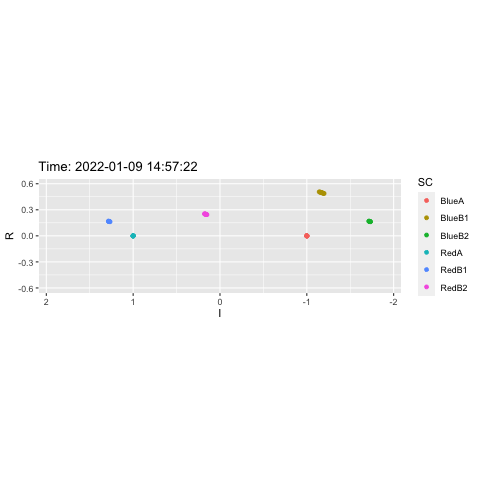 Time: 2022-01-09 14:57:22
SC
0.6
0.3
0.0
-0.3
-0.6
R
2
1
0
-1
-2
I
BlueA
BlueB1
BlueB2
RedA
RedB1
RedB2